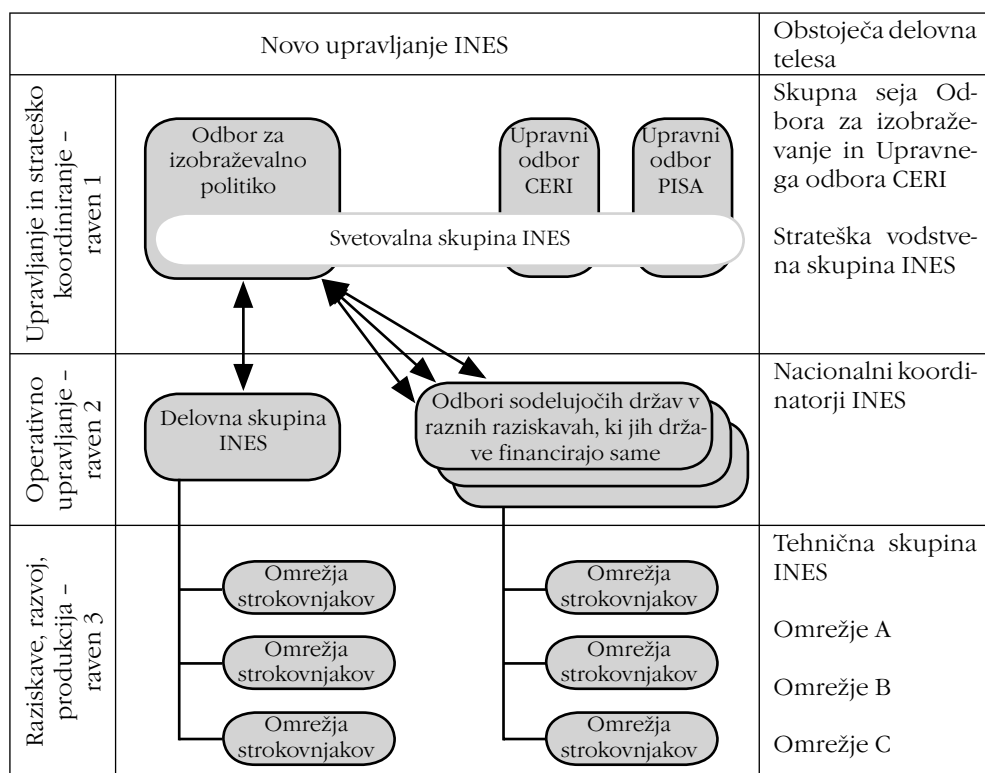 Novo upravljanje INES
Obstoječa delovna
telesa
Upravljanje in strateško
koordiniranje –
raven 1
Odbor za
izobraževalno
politiko
Upravni
odbor
CERI
Upravni
odbor
PISA
Svetovalna skupina INES
Skupna seja Od-
bora za izobraže-
vanje in Upravne-
ga odbora CERI
Strateška vodstve-
na skupina INES
Operativno
upravljanje –
raven 2
Delovna skupina
INES
Odbori sodelujočih držav v
raznih raziskavah, ki jih drža-
ve financirajo same
Nacionalni koordi-
natorji INES
Raziskave, razvoj,
produkcija –
raven 3
Omrežja
strokovnjakov
Omrežja
strokovnjakov
Omrežja
strokovnjakov
Omrežja
strokovnjakov
Omrežja
strokovnjakov
Omrežja
strokovnjakov
Tehnična skupina
INES
Omrežje A
Omrežje B
Omrežje C